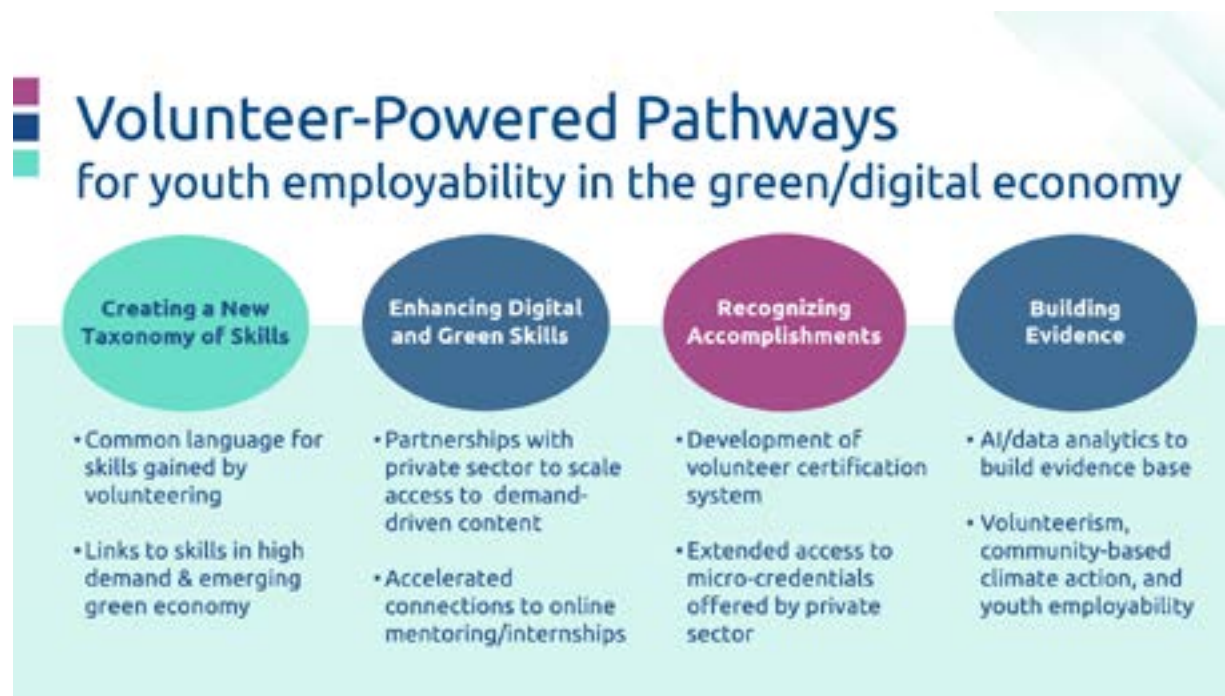 Volunteer-Powered Pathways
for youth employability in the green/digital economy
Creating a New
Taxonomy of Skills
• Common language for
skills gained by
volunteering
• Links to skills in high
demand & emerging
green economy
Enhancing Digital
and Green Skills
• Partnerships with
private sector to scale
access to demand-
driven content
• Accelerated
connections to online
mentoring/internships
Recognizing
Accomplishments
• Development of
volunteer certification
system
• Extended access to
micro-credentials
offered by private
sector
Building
Evidence
• AI/data analytics to
build evidence base
• Volunteerism,
community-based
climate action, and
youth employability